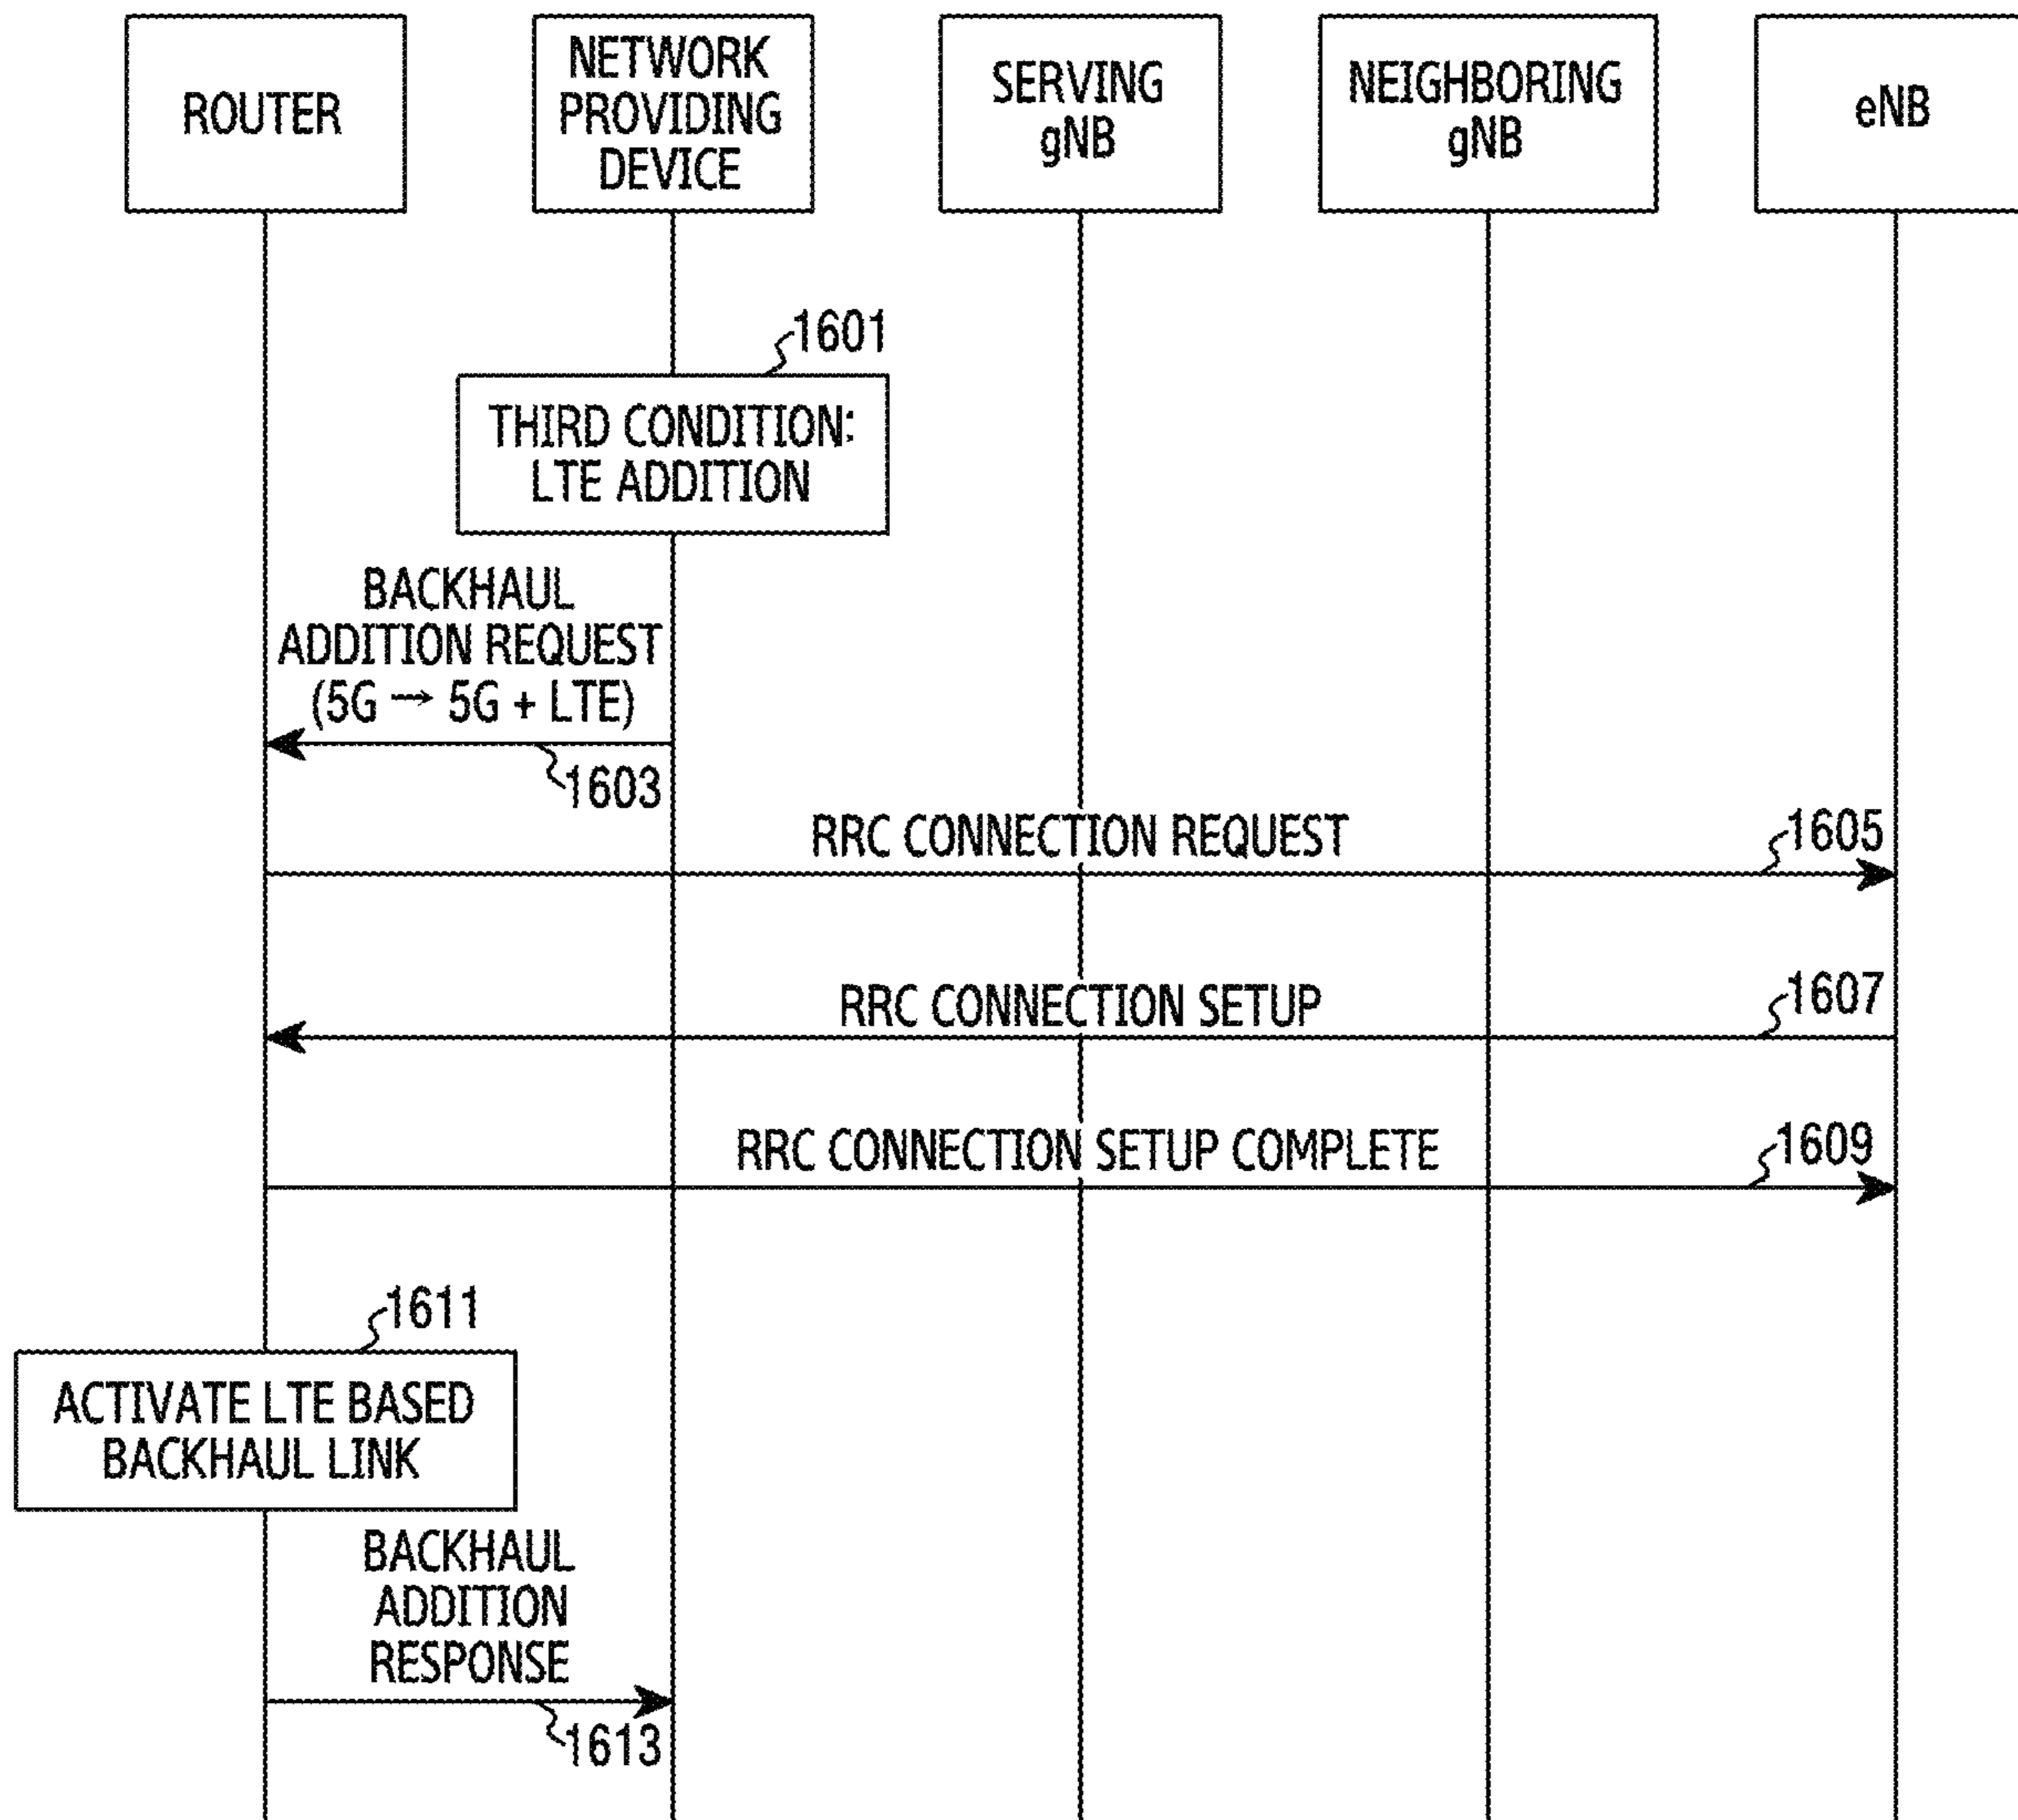 ROUTER
NETWORK
PROVIDING
DEVICE
SERVING
gNB
NEIGHBORING
gNB
eNB
1601
THIRD CONDITION:
LTE ADDITION
BACKHAUL
ADDITION REQUEST
(5G → 5G + LTE)
1603
RRC CONNECTION REQUEST
1605
RRC CONNECTION SETUP
1607
RRC CONNECTION SETUP COMPLETE
1609
1611
ACTIVATE LTE BASED
BACKHAUL LINK
BACKHAUL
ADDITION
RESPONSE
1613